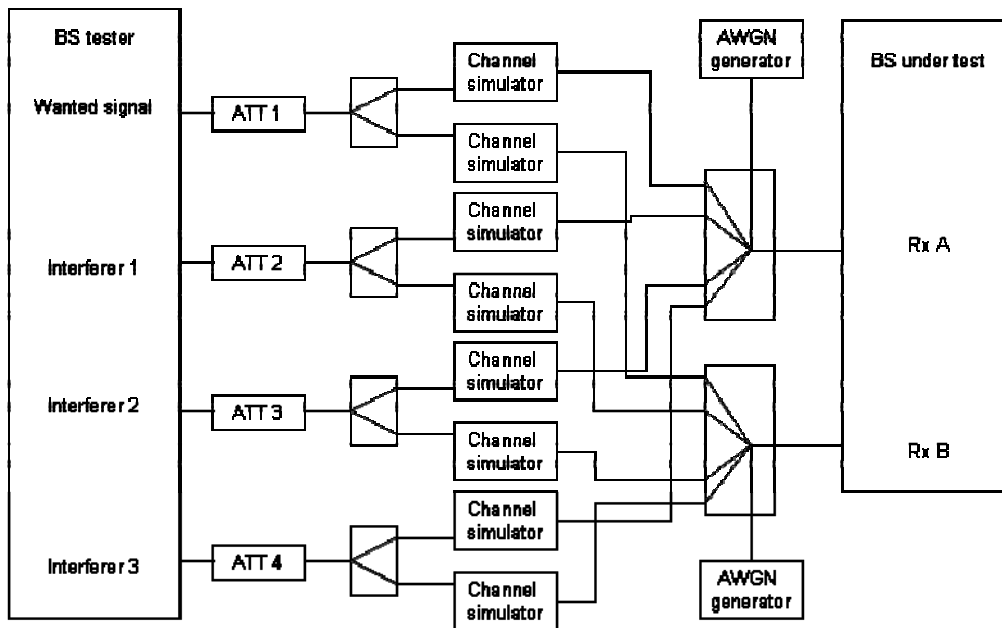 BS tester
Wanted signal
Interferer 1
Interferer 2
Interferer 3
ATT 1
ATT 2
ATT 3
ATT 4
Channel
simulator
Channel
simulator
Channel
simulator
Channel
simulator
Channel
simulator
Channel
simulator
Channel
simulator
Channel
simulator
AWGN
generator
AWGN
generator
BS under test
Rx A
Rx B